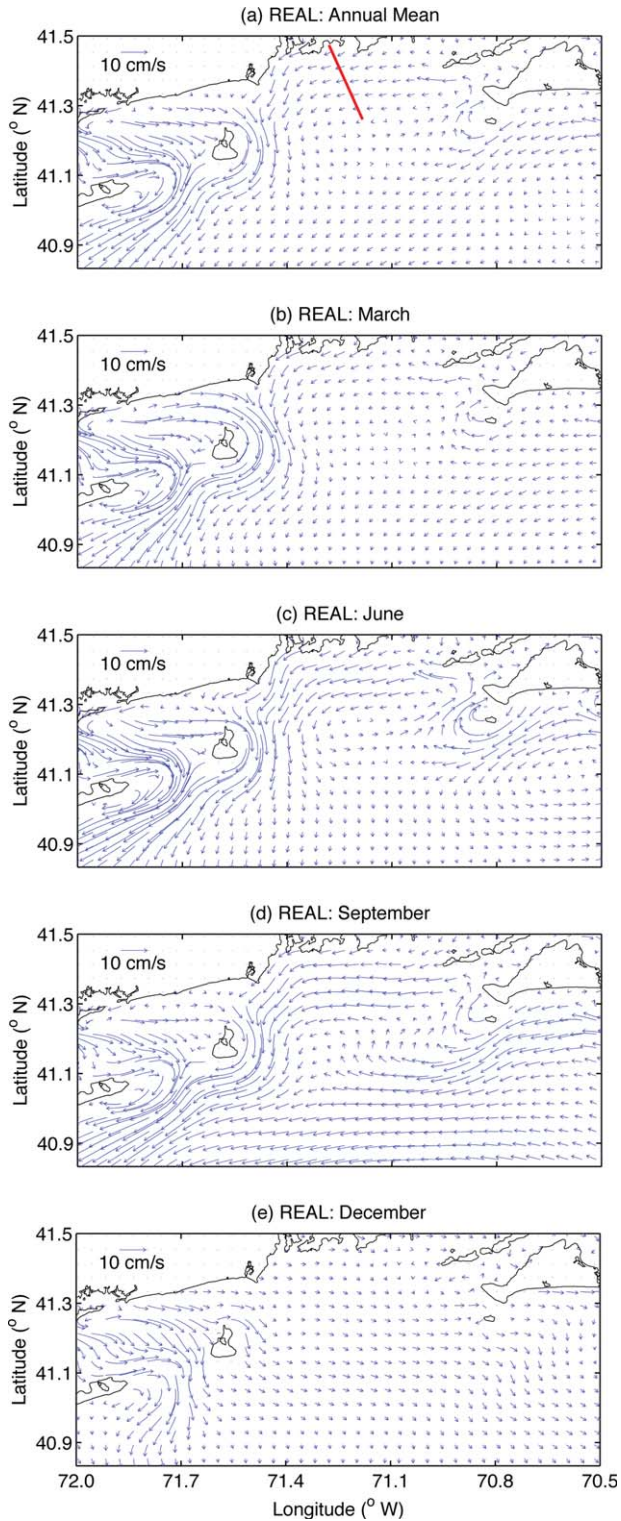 (a) REAL: Annual Mean
41.5
10 cm/s
41.3
41.1
40.9
Latitude (° N)
(b) REAL: March
41.5
10 cm/s
41.3
41.1
40.9
Latitude (° N)
(c) REAL: June
41.5
10 cm/s
41.3
41.1
40.9
Latitude (° N)
(d) REAL: September
41.5
10 cm/s
41.3
41.1
40.9
Latitude (° N)
(e) REAL: December
41.5
10 cm/s
41.3
41.1
40.9
Latitude (° N)
72.0 71.7 71.4 71.1 70.8 70.5
Longitude (° W)